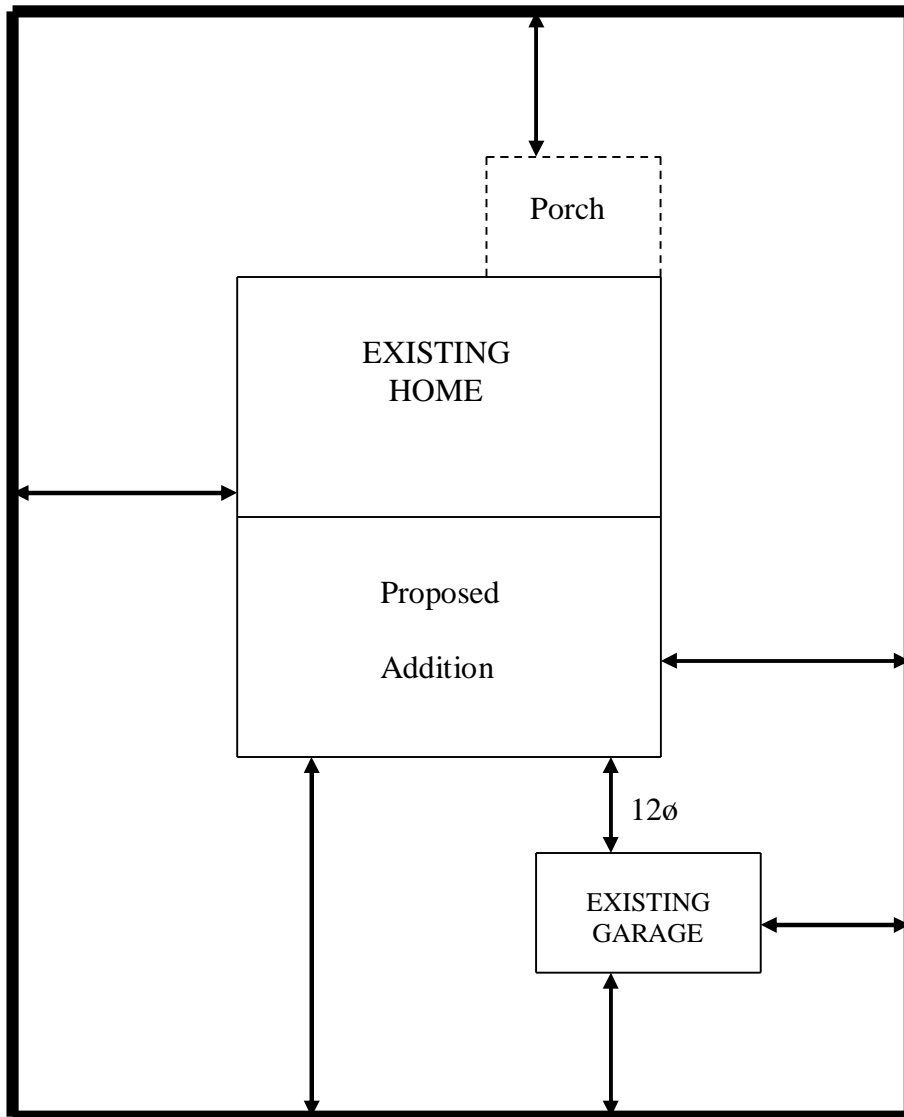 Porch
EXISTING
HOME
Proposed
Addition
12ø
EXISTING
GARAGE